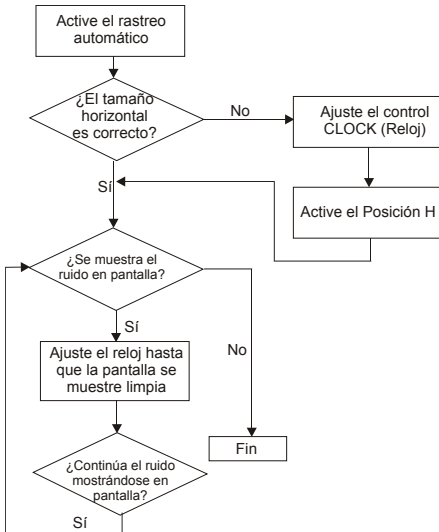 Active el rastreo
automático
¿El tamaño
horizontal
es correcto?
No
Ajuste el control
CLOCK (Reloj)
Sí
Active el Posición H
¿Se muestra el
ruido en pantalla?
Sí
No
Ajuste el reloj hasta
que la pantalla se
muestre limpia
Fin
¿Continúa el ruido
mostrándose en
pantalla?
Sí